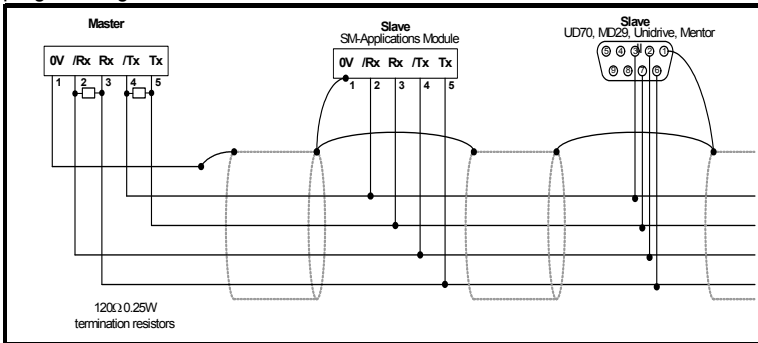 Master
Slave
SM-Applications Module
Slave
UD70, MD29, Unidrive, Mentor
0V /Rx Rx /Tx Tx
1 2 3 4 5
0V /Rx Rx /Tx Tx
1 2 3 4 5
5 4 3 2 1
9 8 7 6
120Ω 0.25W
termination resistors